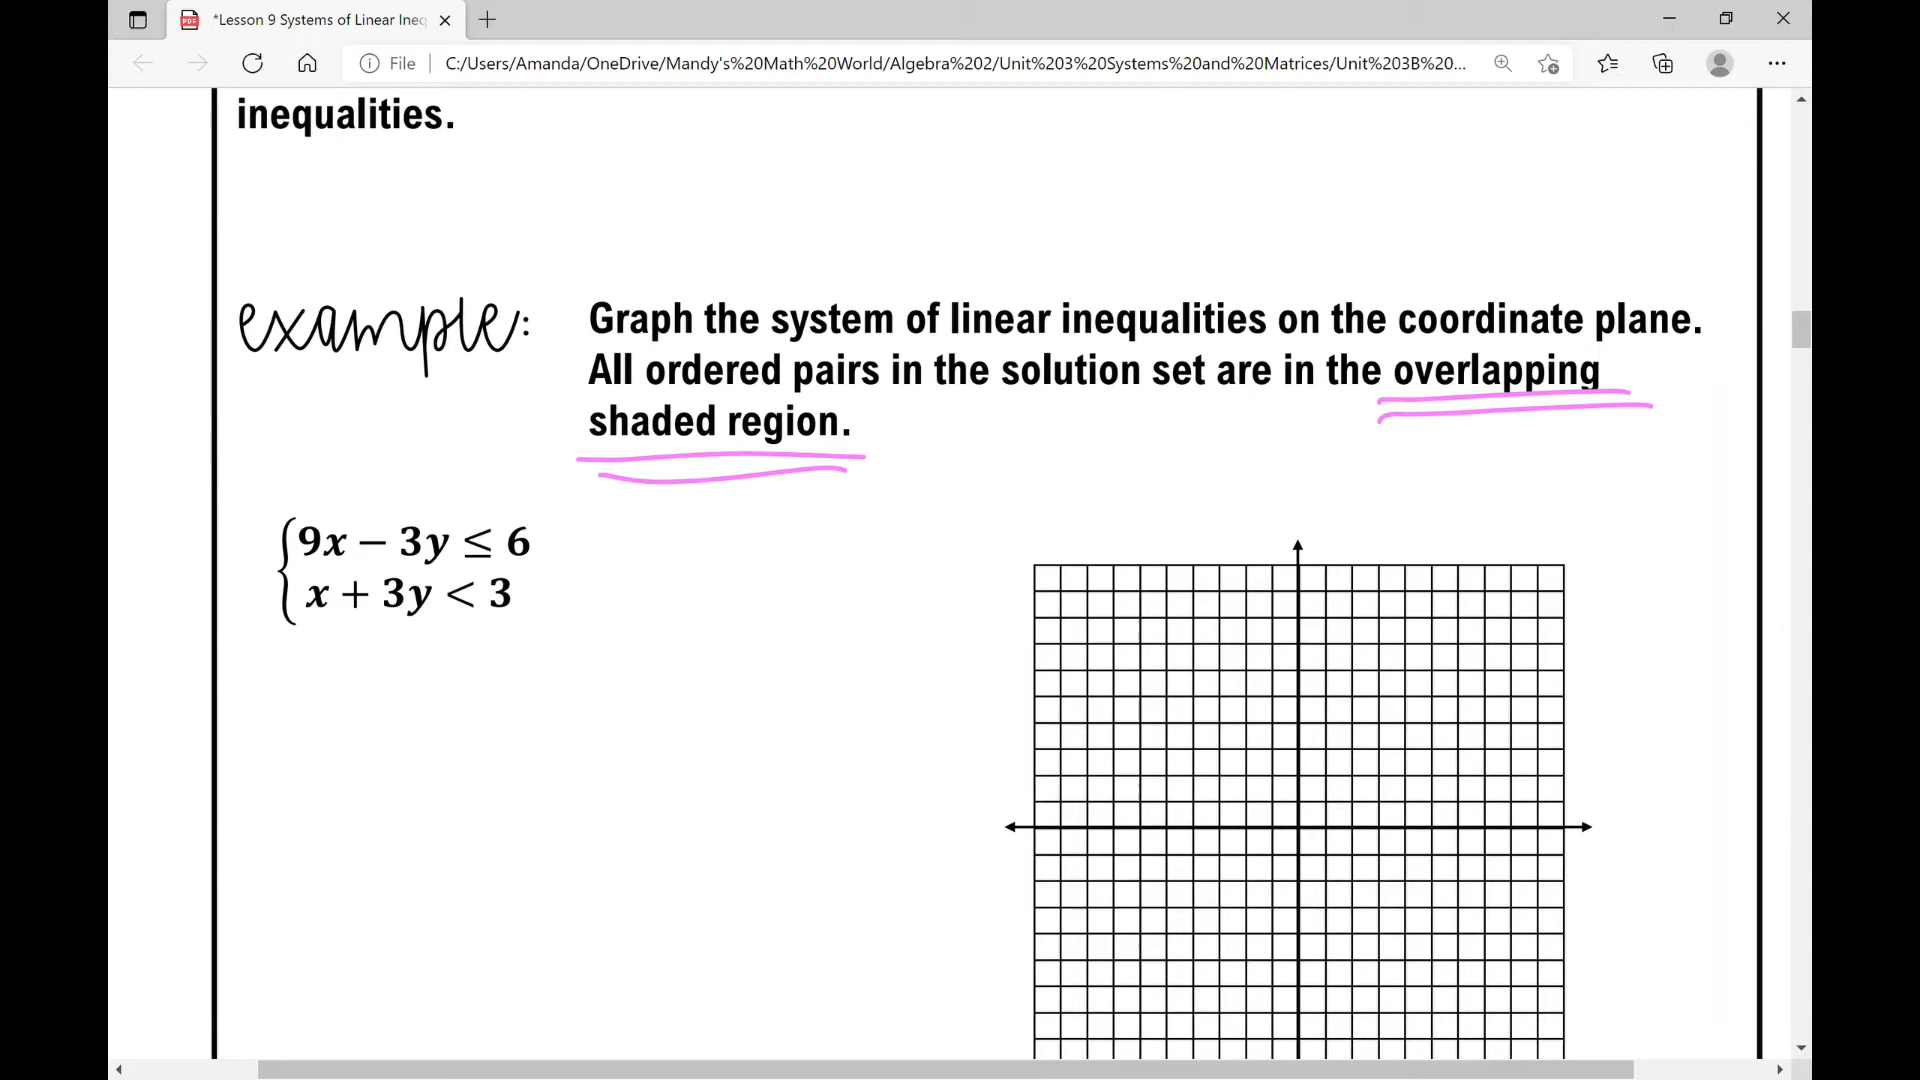 *Lesson 9 Systems of Linear Ineq
File
C:/Users/Amanda/OneDrive/Mandy's%20Math%20World/Algebra%202/Unit%203%20Systems%20and%20Matrices/Unit%203B%20...
inequalities.
example:
Graph the system of linear inequalities on the coordinate plane.
All ordered pairs in the solution set are in the overlapping
shaded region.
9x − 3y ≤ 6
x + 3y < 3